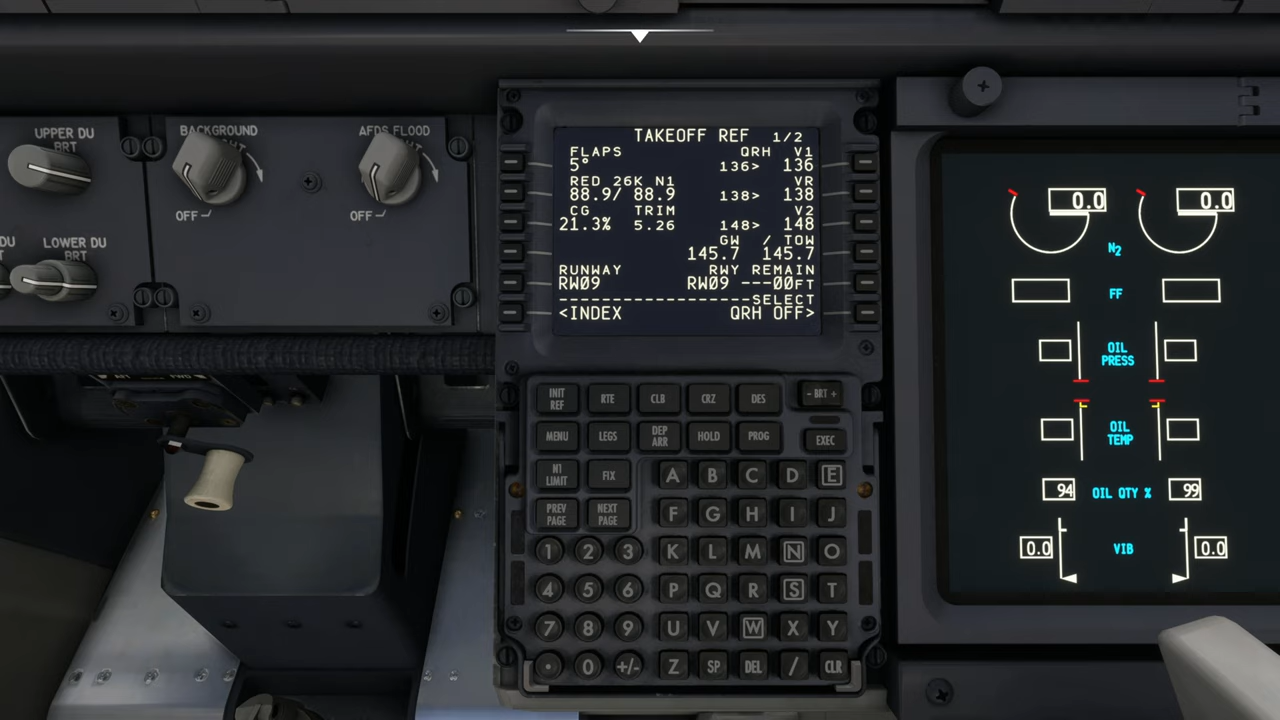 UPPER DU
BRT
BACKGROUND
AFDS FLOOD
OFF
OFF
LOWER DU
BRT
DU
TAKEOFF REF 1/2
FLAPS QRH V1
5° 136> 136
RED 26K N1 VR
88.9/ 88.9 138> 138
CG TRIM V2
21.3% 5.26 148> 148
GW / TOW
145.7 145.7
RUNWAY RWY REMAIN
RW09 RW09 ---00FT
------------------SELECT
<INDEX QRH OFF>
INIT REF
RTE
CLB
CRZ
DES
- BRT +
MENU
LEGS
DEP ARR
HOLD
PROG
EXEC
N1 LIMIT
FIX
A B C D E
PREV PAGE
NEXT PAGE
F G H I J
1 2 3 K L M N O
4 5 6 P Q R S T
7 8 9 U V W X Y
. 0 +/- Z SP DEL / CLR
0.0 0.0
N2
FF
OIL
PRESS
OIL
TEMP
94 OIL QTY % 99
0.0 VIB 0.0